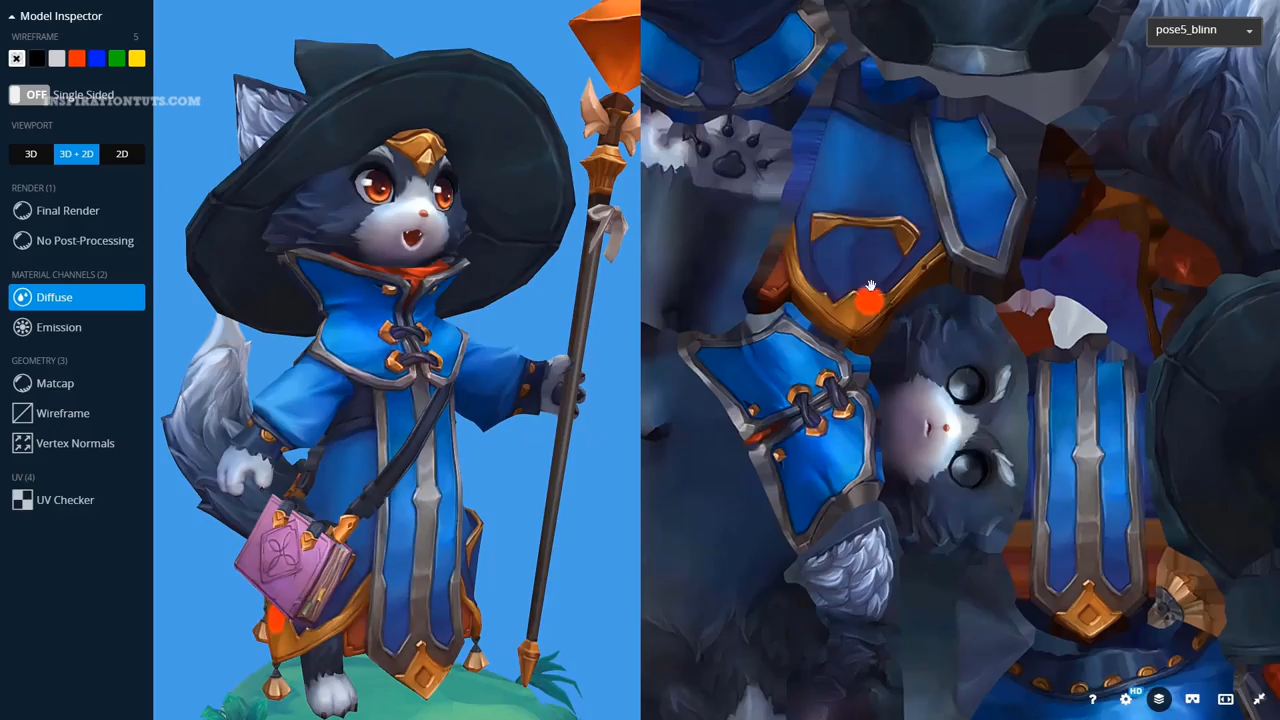 Model Inspector
WIREFRAME 5
OFF Single Sided
INSPIRATIONTUTS.COM
VIEWPORT
3D 3D + 2D 2D
RENDER (1)
Final Render
No Post-Processing
MATERIAL CHANNELS (2)
Diffuse
Emission
GEOMETRY (3)
Matcap
Wireframe
Vertex Normals
UV (4)
UV Checker
pose5_blinn
? HD